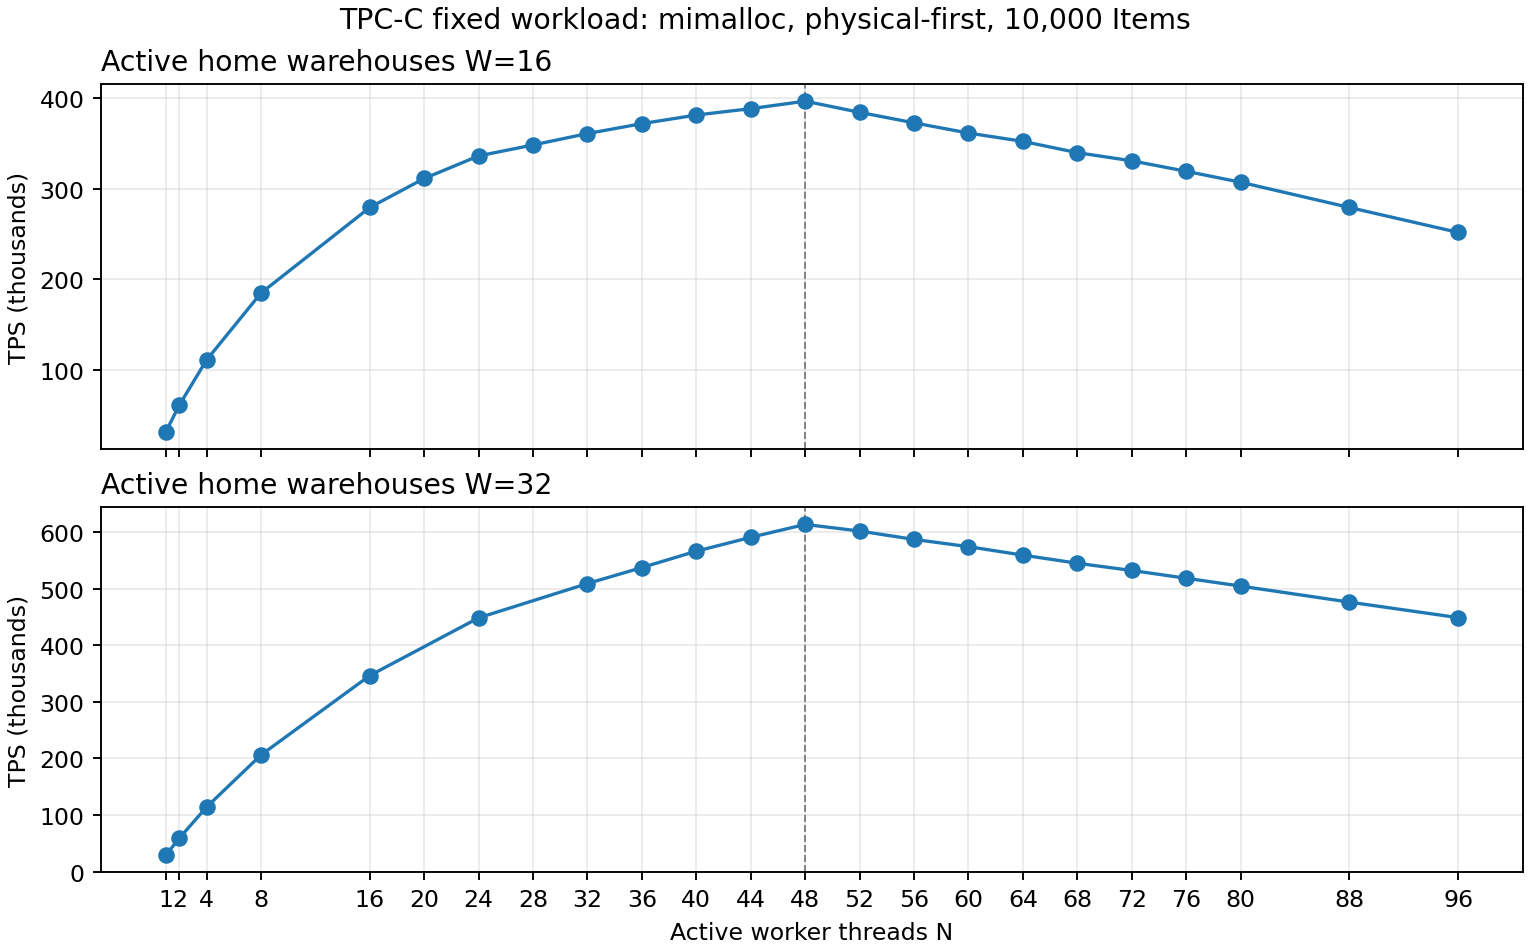 TPC-C fixed workload: mimalloc, physical-first, 10,000 Items
Active home warehouses W=16
TPS (thousands)
400
300
200
100
Active home warehouses W=32
TPS (thousands)
600
500
400
300
200
100
0
1 2 4 8 16 20 24 28 32 36 40 44 48 52 56 60 64 68 72 76 80 88 96
Active worker threads N